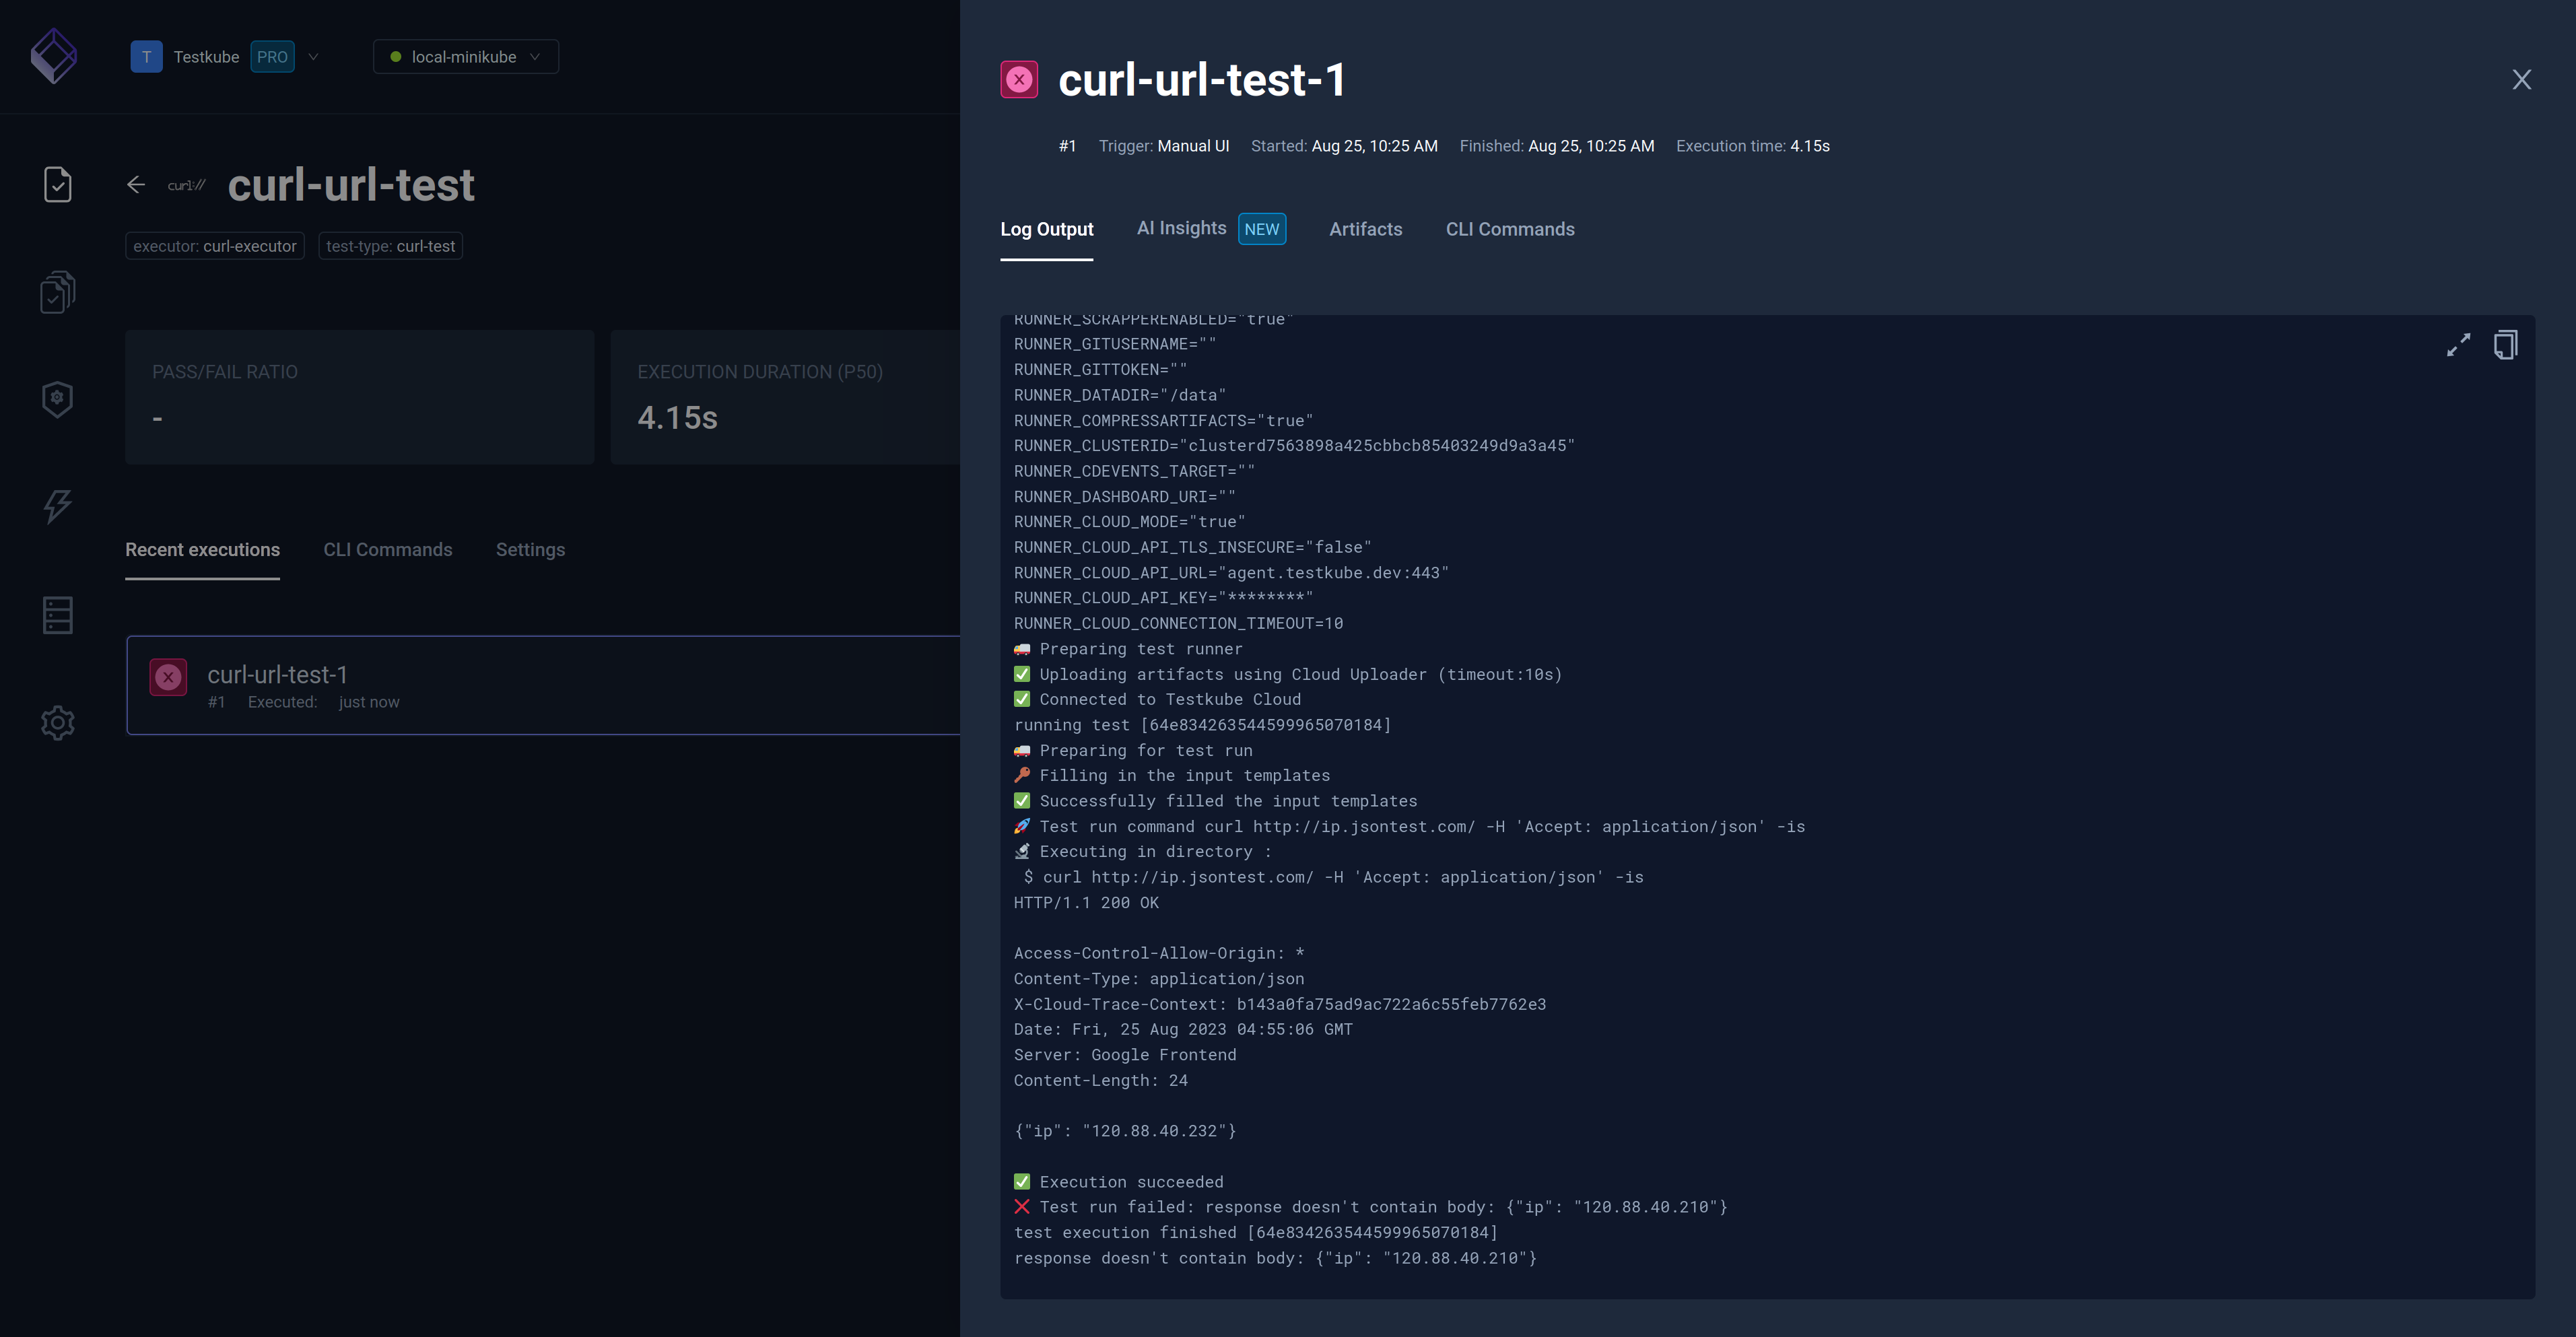 T Testkube PRO local-minikube
curl:// curl-url-test
executor: curl-executor test-type: curl-test
PASS/FAIL RATIO
-
EXECUTION DURATION (P50)
4.15s
Recent executions CLI Commands Settings
curl-url-test-1
#1 Executed: just now
curl-url-test-1
#1 Trigger: Manual UI Started: Aug 25, 10:25 AM Finished: Aug 25, 10:25 AM Execution time: 4.15s
Log Output AI Insights NEW Artifacts CLI Commands
RUNNER_SCRAPPERENABLED="true"
RUNNER_GITUSERNAME=""
RUNNER_GITTOKEN=""
RUNNER_DATADIR="/data"
RUNNER_COMPRESSARTIFACTS="true"
RUNNER_CLUSTERID="clusterd7563898a425cbbcb85403249d9a3a45"
RUNNER_CDEVENTS_TARGET=""
RUNNER_DASHBOARD_URI=""
RUNNER_CLOUD_MODE="true"
RUNNER_CLOUD_API_TLS_INSECURE="false"
RUNNER_CLOUD_API_URL="agent.testkube.dev:443"
RUNNER_CLOUD_API_KEY="********"
RUNNER_CLOUD_CONNECTION_TIMEOUT=10
🚚 Preparing test runner
✅ Uploading artifacts using Cloud Uploader (timeout:10s)
✅ Connected to Testkube Cloud
running test [64e834263544599965070184]
🚚 Preparing for test run
🔑 Filling in the input templates
✅ Successfully filled the input templates
🚀 Test run command curl http://ip.jsontest.com/ -H 'Accept: application/json' -is
🔬 Executing in directory :
$ curl http://ip.jsontest.com/ -H 'Accept: application/json' -is
HTTP/1.1 200 OK
Access-Control-Allow-Origin: *
Content-Type: application/json
X-Cloud-Trace-Context: b143a0fa75ad9ac722a6c55feb7762e3
Date: Fri, 25 Aug 2023 04:55:06 GMT
Server: Google Frontend
Content-Length: 24
{"ip": "120.88.40.232"}
✅ Execution succeeded
❌ Test run failed: response doesn't contain body: {"ip": "120.88.40.210"}
test execution finished [64e834263544599965070184]
response doesn't contain body: {"ip": "120.88.40.210"}